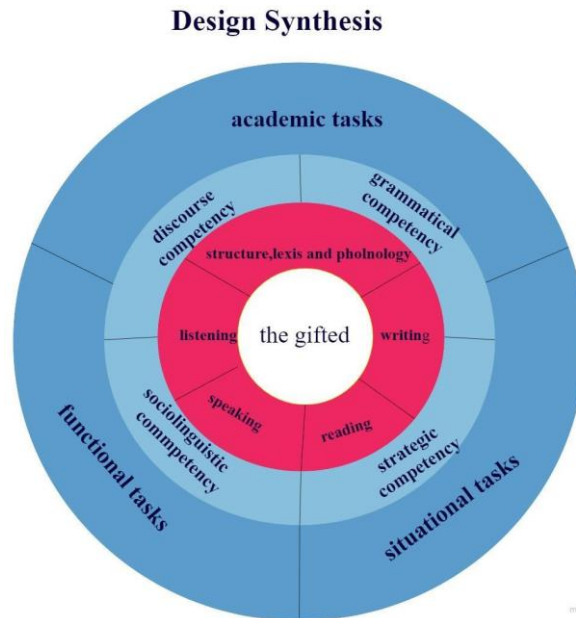 Design Synthesis
academic tasks
discourse
competency
grammatical
competency
structure,lexis and pholnology
listening
the gifted
writing
speaking
reading
sociolinguistic
commpetency
strategic
competency
functional tasks
situational tasks